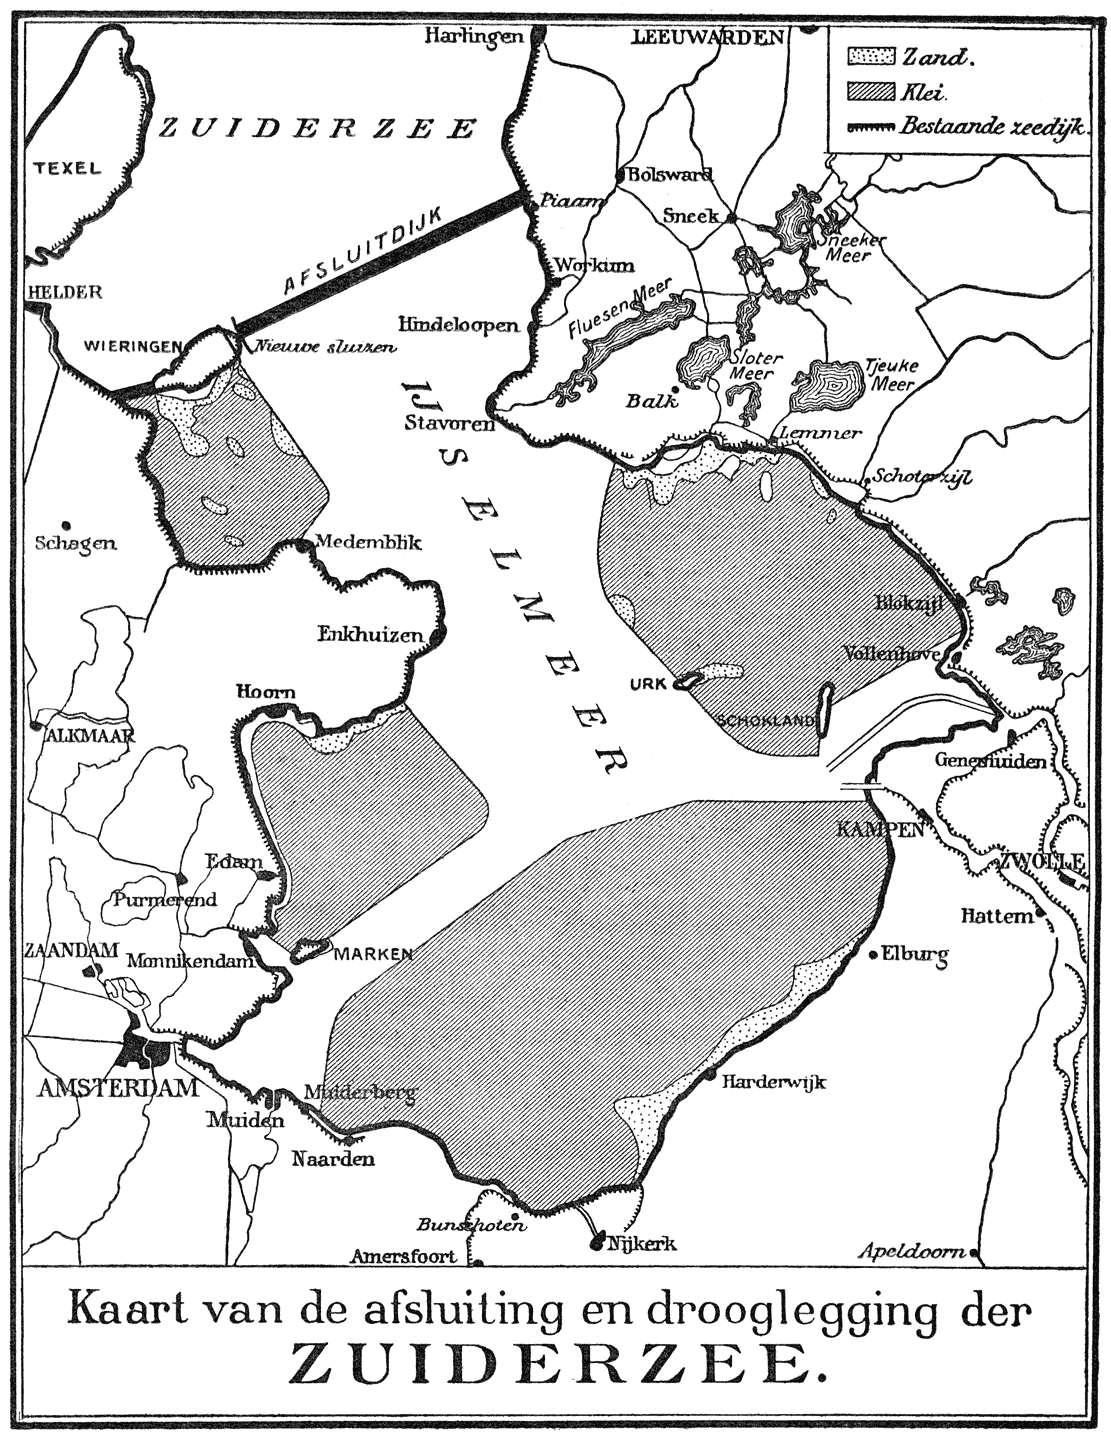 Harlingen
LEEUWARDEN
Zand.
Klei.
Bestaande zeedijk.
ZUIDERZEE
TEXEL
Bolsward
Piaam
Sneek
AFSLUITDIJK
Sneeker
Meer
Workum
HELDER
Fluesen Meer
Hindeloopen
WIERINGEN
Nieuwe sluizen
Sloter
Meer
Tjeuke
Meer
Balk
IJSELMEER
Stavoren
Lemmer
Schoterzijl
Schagen
Medemblik
Blokzijl
Enkhuizen
Vollenhove
URK
Hoorn
SCHOKLAND
ALKMAAR
Genemuiden
KAMPEN
Edam
ZWOLLE
Purmerend
Hattem
ZAANDAM
Monnikendam
MARKEN
Elburg
AMSTERDAM
Muiderberg
Harderwijk
Muiden
Naarden
Bunschoten
Nijkerk
Amersfoort
Apeldoorn
Kaart van de afsluiting en drooglegging der
ZUIDERZEE.